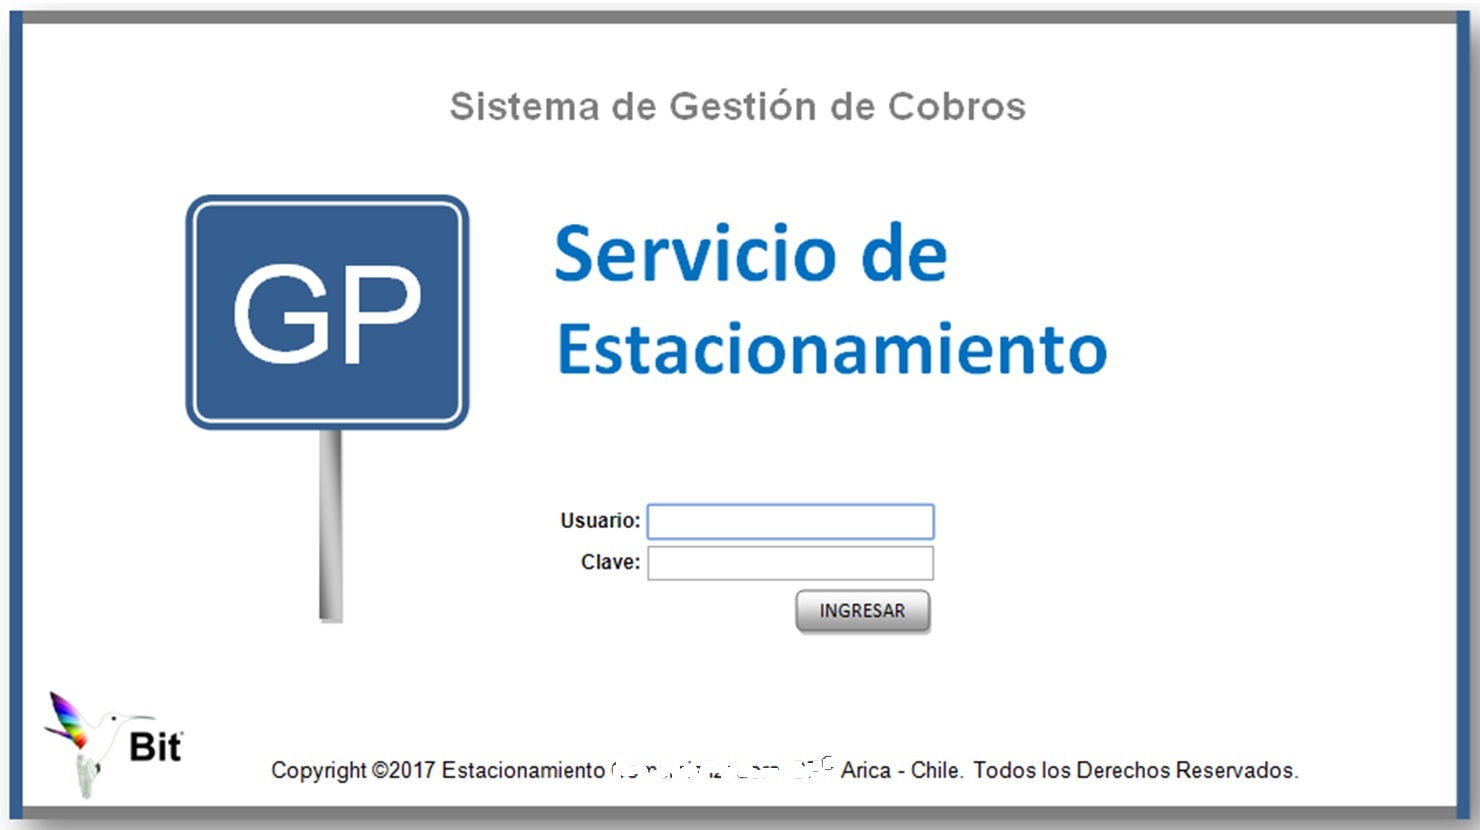 Sistema de Gestión de Cobros
GP
Servicio de
Estacionamiento
Usuario:
Clave:
INGRESAR
Bit
Copyright ©2017 Estacionamiento Arica - Chile. Todos los Derechos Reservados.